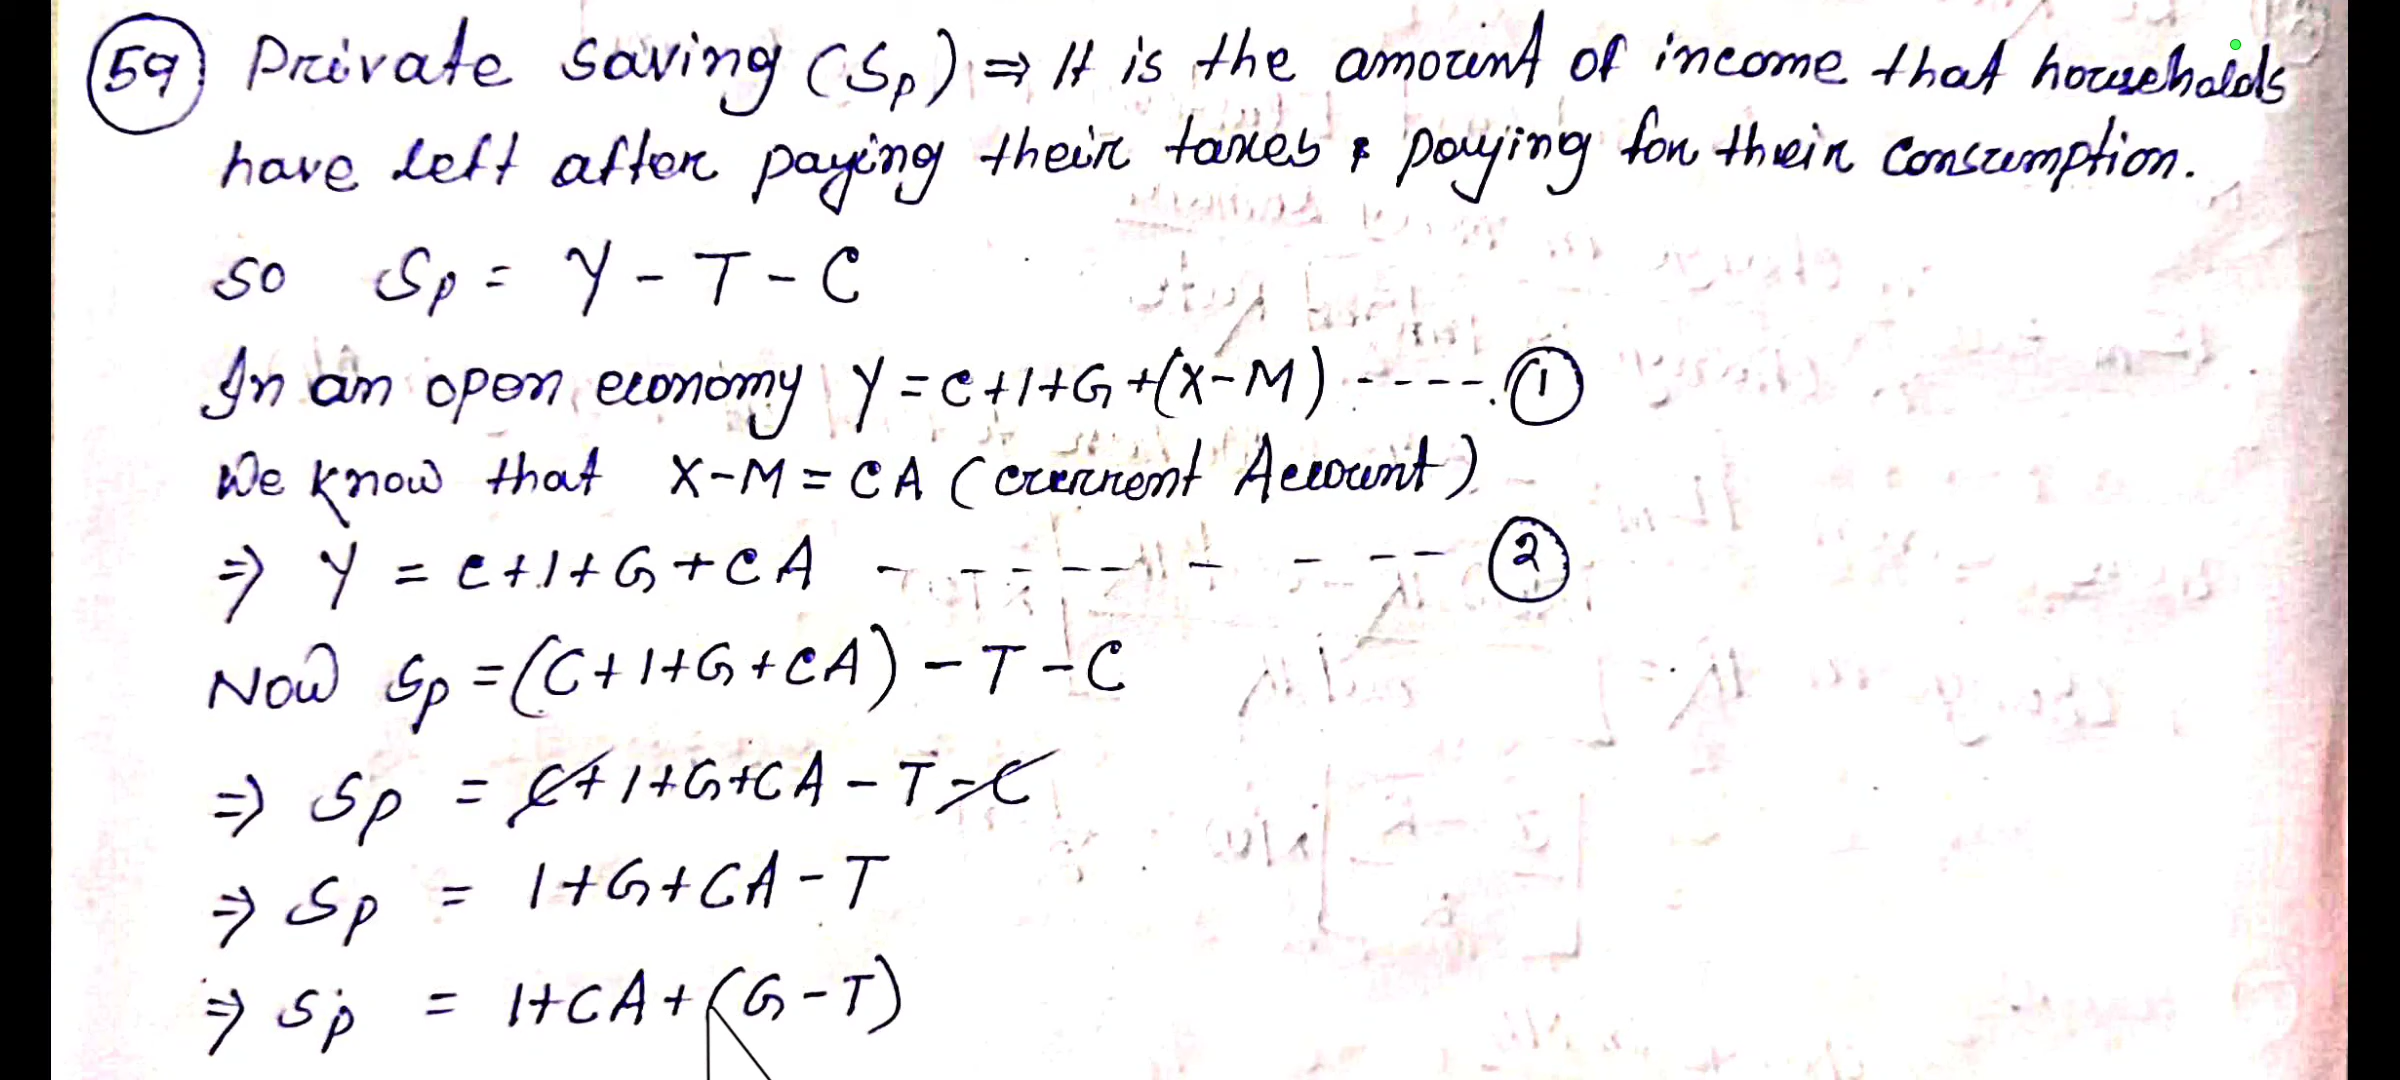 59 Private saving (Sp) ⇒ It is the amount of income that households
have left after paying their taxes & paying for their consumption.
so Sp = Y - T - C
In an open economy Y = C+I+G+(X-M) -----①
We know that X-M = CA (current Account)
⇒ Y = C+I+G+CA ---------②
Now Sp = (C+I+G+CA) - T - C
⇒ Sp = C+I+G+CA - T - C
⇒ Sp = I+G+CA - T
⇒ Sp = I+CA+(G-T)